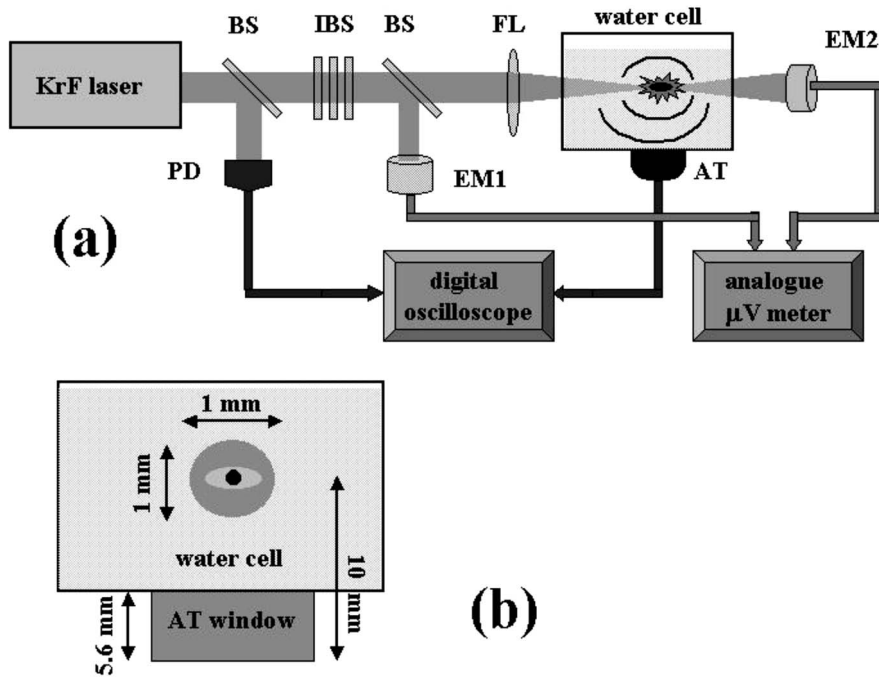 BS
IBS
BS
FL
water cell
EM2
KrF laser
PD
EM1
AT
(a)
digital
oscilloscope
analogue
μV meter
1 mm
1 mm
water cell
10 mm
5.6 mm
AT window
(b)